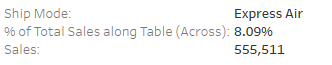 Ship Mode: Express Air
% of Total Sales along Table (Across): 8.09%
Sales: 555,511